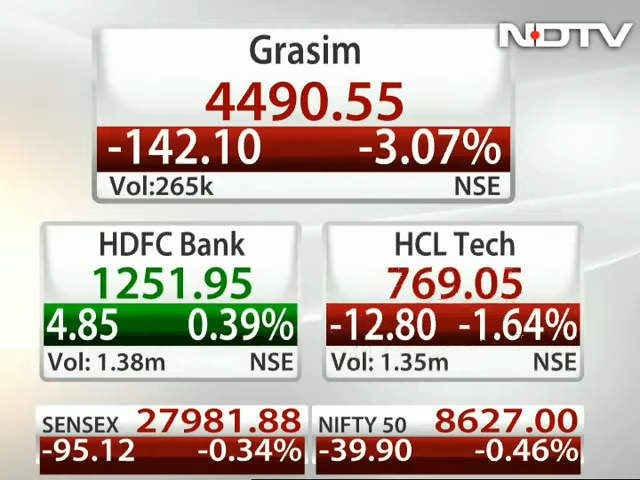 NDTV
Grasim
4490.55
-142.10 -3.07%
Vol:265k NSE
HDFC Bank
1251.95
4.85 0.39%
Vol: 1.38m NSE
HCL Tech
769.05
-12.80 -1.64%
Vol: 1.35m NSE
SENSEX 27981.88
-95.12 -0.34%
NIFTY 50 8627.00
-39.90 -0.46%